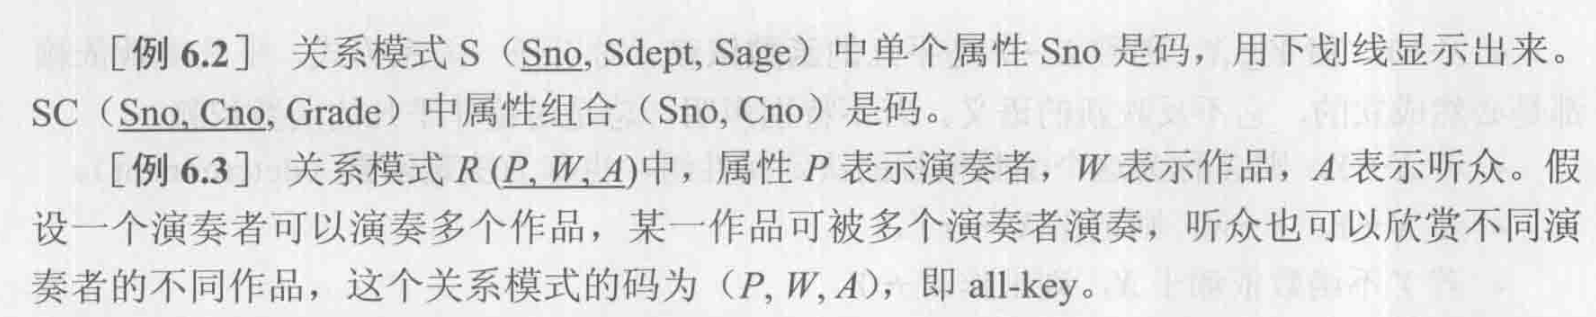 ［例 6.2］ 关系模式 S（Sno, Sdept, Sage）中单个属性 Sno 是码，用下划线显示出来。
SC（Sno, Cno, Grade）中属性组合（Sno, Cno）是码。
［例 6.3］ 关系模式 R (P, W, A)中，属性 P 表示演奏者，W 表示作品，A 表示听众。假
设一个演奏者可以演奏多个作品，某一作品可被多个演奏者演奏，听众也可以欣赏不同演
奏者的不同作品，这个关系模式的码为（P, W, A），即 all-key。